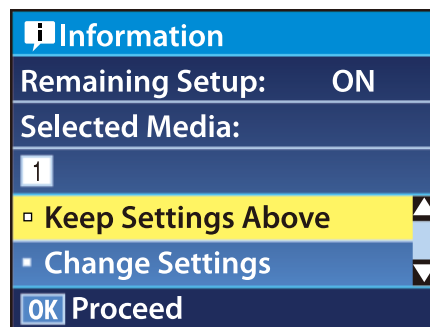 Information
Remaining Setup: ON
Selected Media:
1
Keep Settings Above
Change Settings
OK Proceed